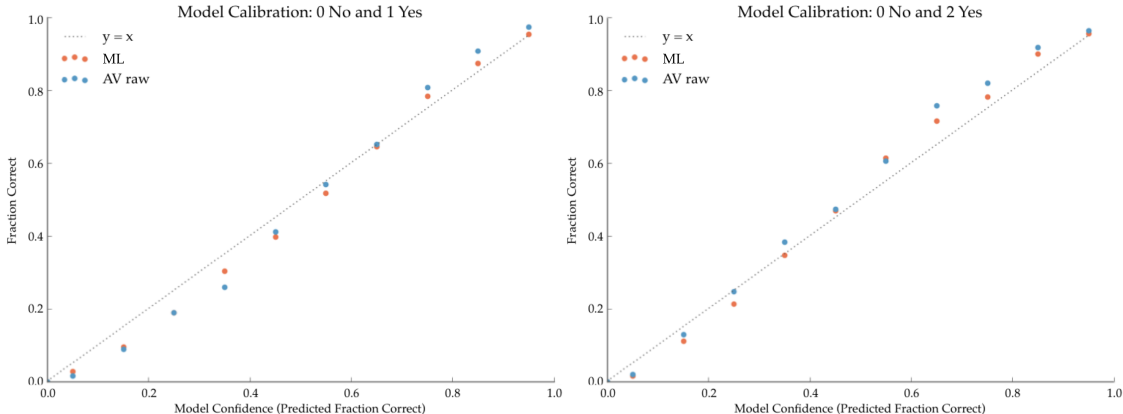 Model Calibration: 0 No and 1 Yes
1.0
y = x
ML
AV raw
0.8
0.6
0.4
0.2
0.0
Fraction Correct
0.0 0.2 0.4 0.6 0.8 1.0
Model Confidence (Predicted Fraction Correct)
Model Calibration: 0 No and 2 Yes
1.0
y = x
ML
AV raw
0.8
0.6
0.4
0.2
0.0
Fraction Correct
0.0 0.2 0.4 0.6 0.8 1.0
Model Confidence (Predicted Fraction Correct)